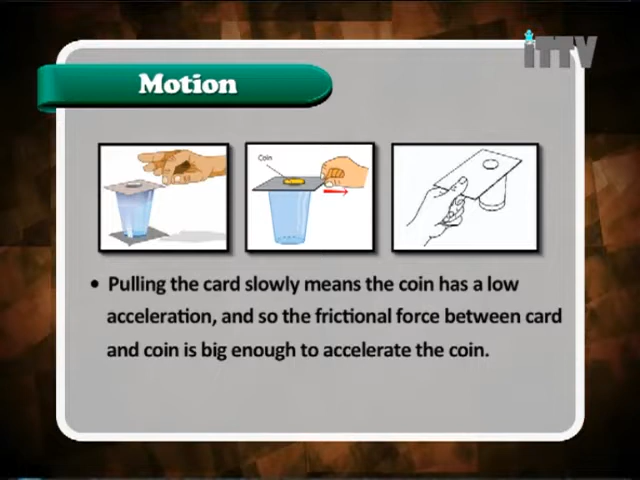 iTTV
Motion
Coin
• Pulling the card slowly means the coin has a low
acceleration, and so the frictional force between card
and coin is big enough to accelerate the coin.